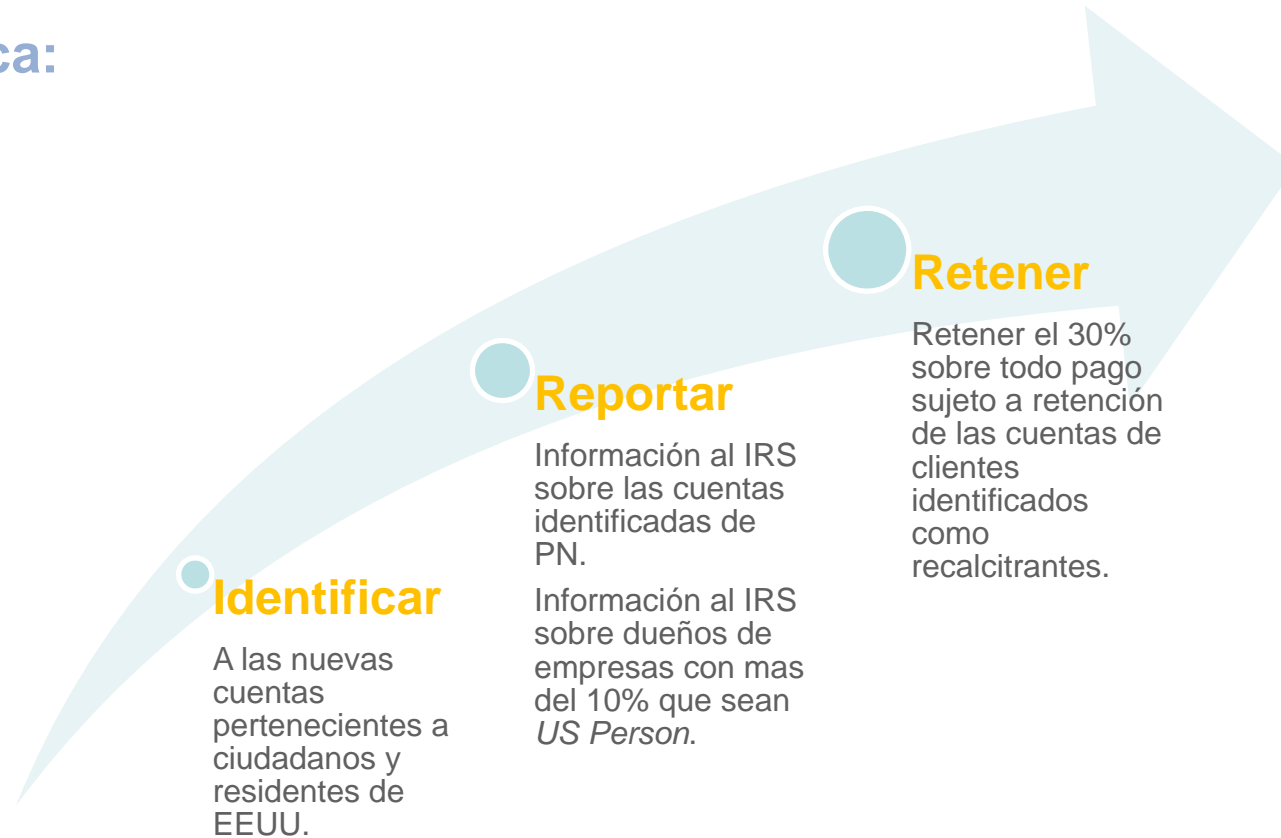 ca:
Identificar
A las nuevas
cuentas
pertenecientes a
ciudadanos y
residentes de
EEUU.
Reportar
Información al IRS
sobre las cuentas
identificadas de
PN.
Información al IRS
sobre dueños de
empresas con mas
del 10% que sean
US Person.
Retener
Retener el 30%
sobre todo pago
sujeto a retención
de las cuentas de
clientes
identificados
como
recalcitrantes.